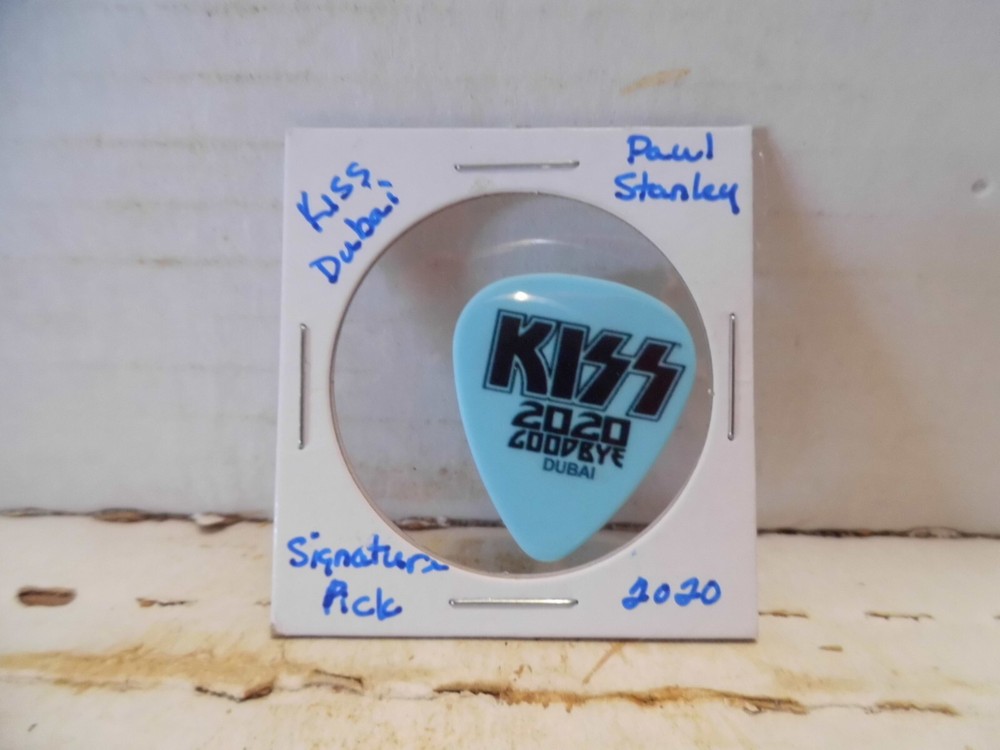 Kiss
Dubai
Paul
Stanley
KISS
2020
GOODBYE
DUBAI
Signature
Pick
2020